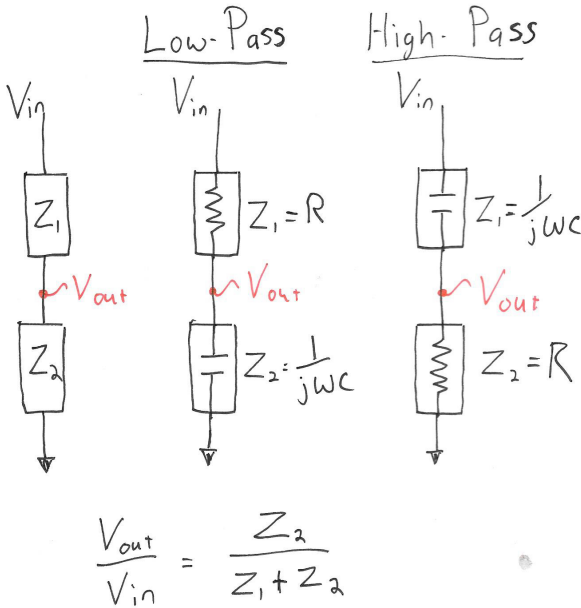 Low-Pass
High-Pass
Vin
Vin
Vin
Z1
Z1=R
Z1=1/jWC
Vout
Vout
Vout
Z2
Z2=1/jWC
Z2=R
Vout/Vin = Z2/Z1+Z2